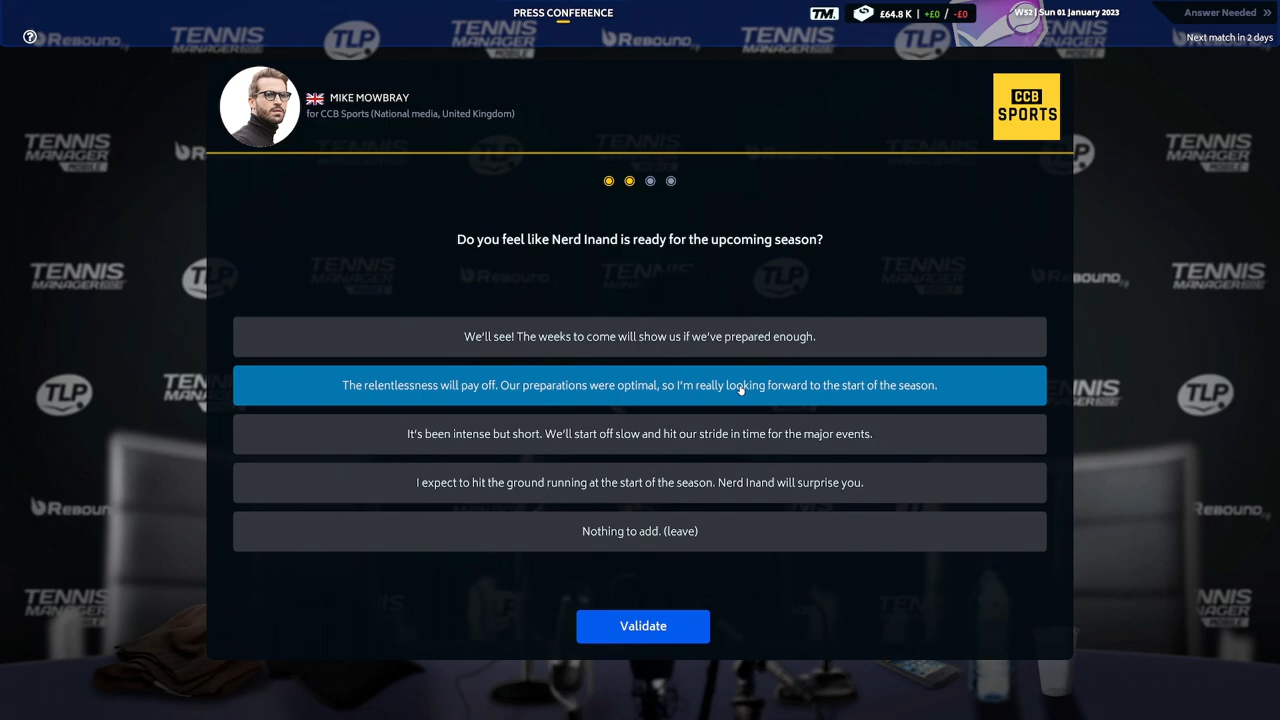 PRESS CONFERENCE
TM.
£64.8 K | +£0 / -£0
W52 | Sun 01 January 2023
Answer Needed
Next match in 2 days
MIKE MOWBRAY
for CCB Sports (National media, United Kingdom)
CCB
SPORTS
Do you feel like Nerd Inand is ready for the upcoming season?
We'll see! The weeks to come will show us if we've prepared enough.
The relentlessness will pay off. Our preparations were optimal, so I'm really looking forward to the start of the season.
It's been intense but short. We'll start off slow and hit our stride in time for the major events.
I expect to hit the ground running at the start of the season. Nerd Inand will surprise you.
Nothing to add. (leave)
Validate
Rebound
TENNIS
TLP
TENNIS
MANAGER
MOBILE